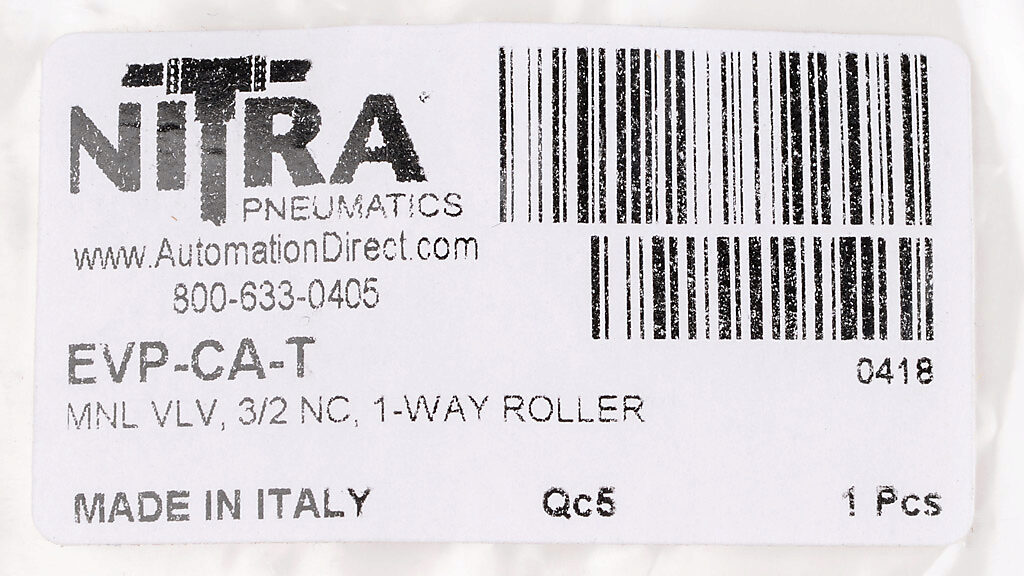 NITRA
PNEUMATICS
www.AutomationDirect.com
800-633-0405
EVP-CA-T
0418
MNL VLV, 3/2 NC, 1-WAY ROLLER
MADE IN ITALY Qc5 1 Pcs